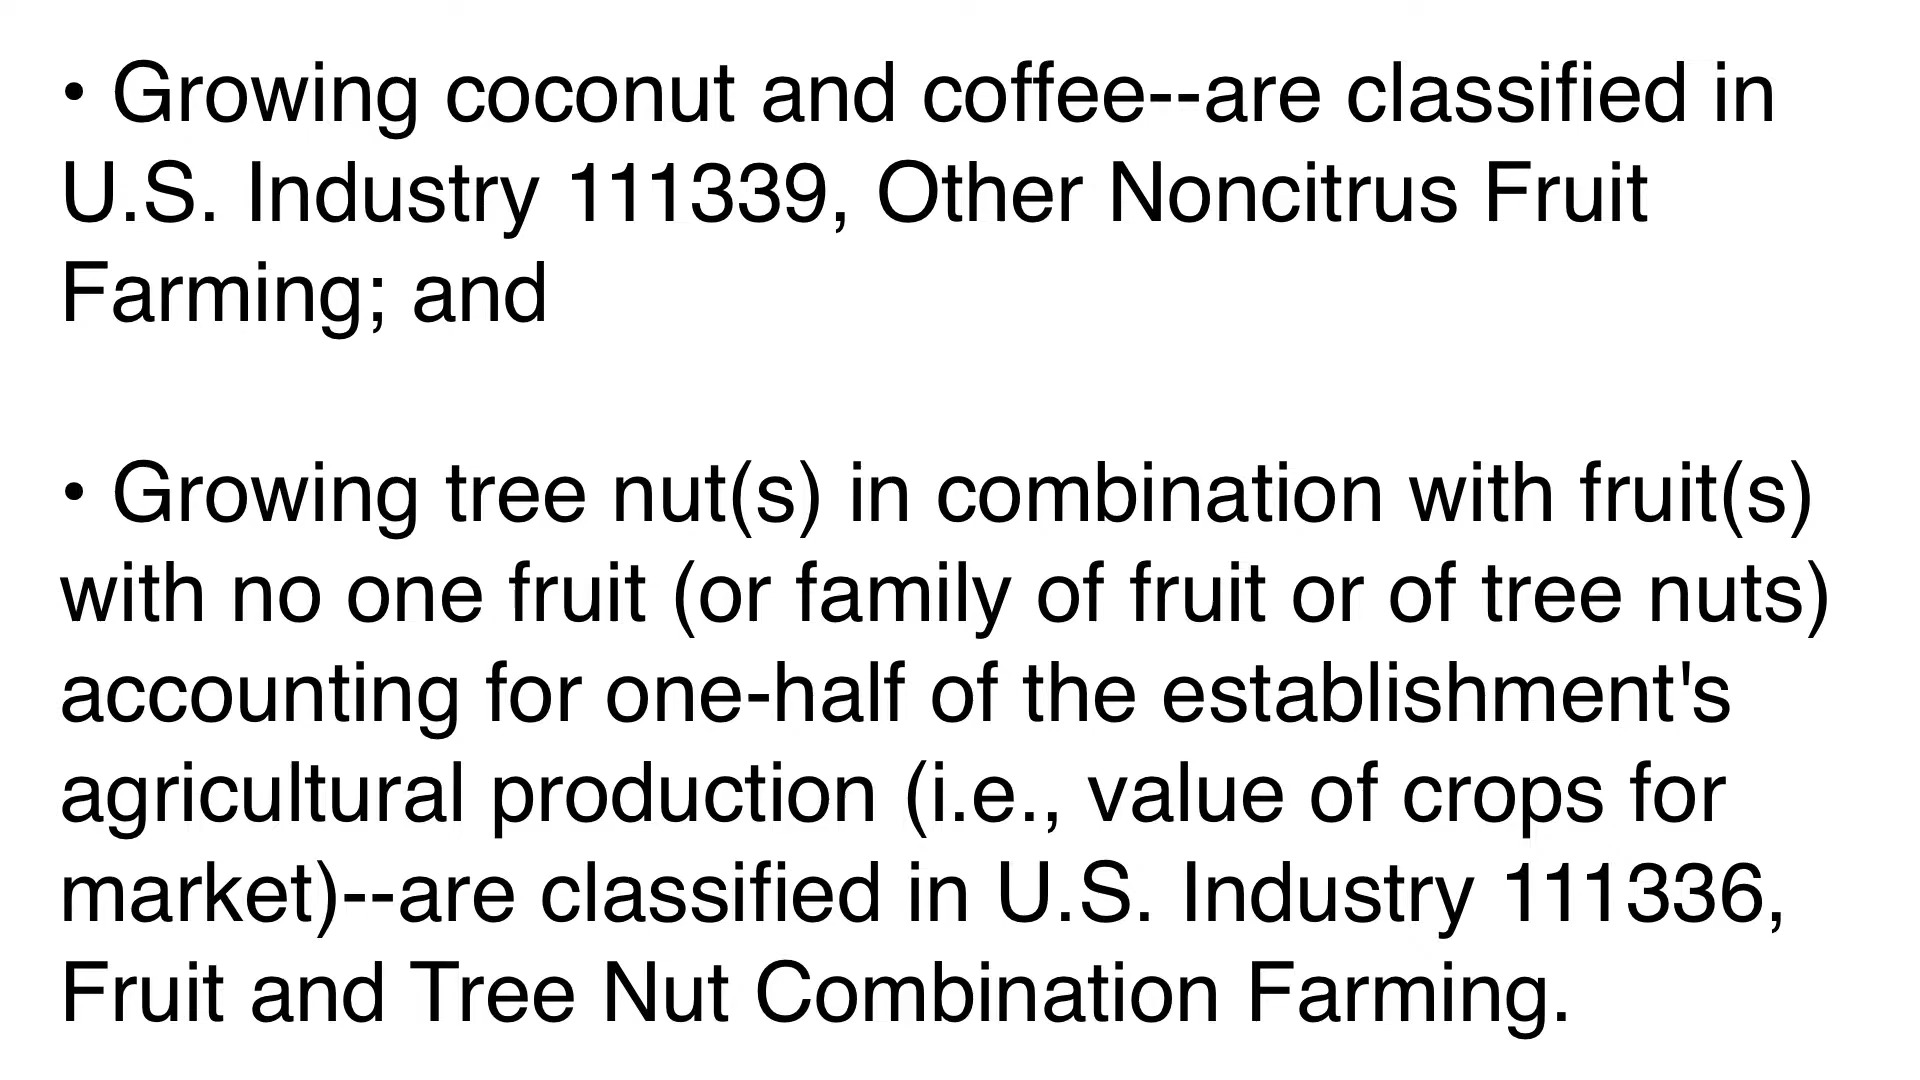 • Growing coconut and coffee--are classified in
U.S. Industry 111339, Other Noncitrus Fruit
Farming; and
• Growing tree nut(s) in combination with fruit(s)
with no one fruit (or family of fruit or of tree nuts)
accounting for one-half of the establishment's
agricultural production (i.e., value of crops for
market)--are classified in U.S. Industry 111336,
Fruit and Tree Nut Combination Farming.